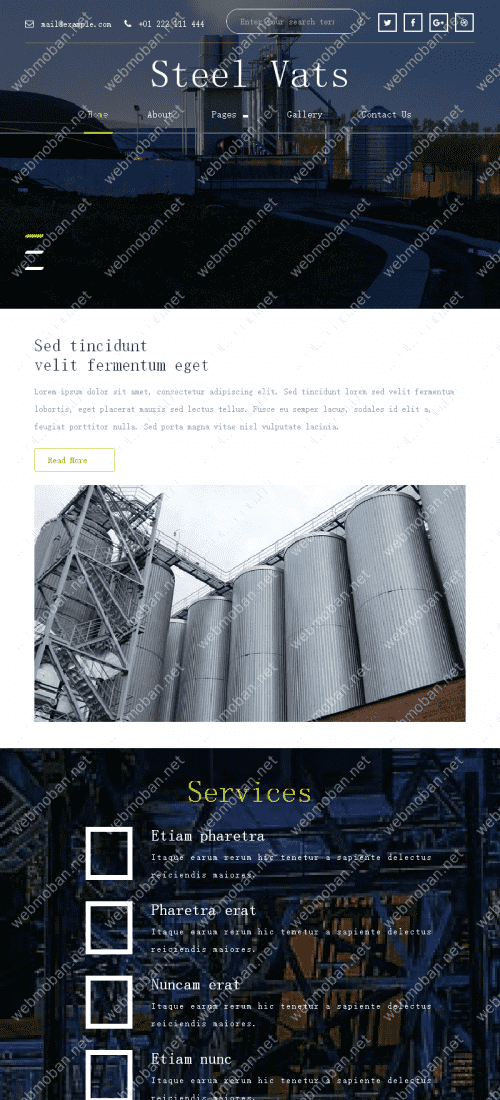 mail@example.com
+01 222 111 444
Enter your search term
Steel Vats
Home
About
Pages
Gallery
Contact Us
Sed tincidunt
velit fermentum eget
Lorem ipsum dolor sit amet, consectetur adipiscing elit. Sed tincidunt lorem sed velit fermentum
lobortis, eget placerat mauris sed lectus tellus. Fusce eu semper lacus, sodales id elit a,
feugiat porttitor nulla. Sed porta magna vitae nisl vulputate lacinia.
Read More
Services
Etiam pharetra
Itaque earum rerum hic tenetur a sapiente delectus
reiciendis maiores.
Pharetra erat
Itaque earum rerum hic tenetur a sapiente delectus
reiciendis maiores.
Nuncam erat
Itaque earum rerum hic tenetur a sapiente delectus
reiciendis maiores.
Etiam nunc
Itaque earum rerum hic tenetur a sapiente delectus
reiciendis maiores.
webmoban.net